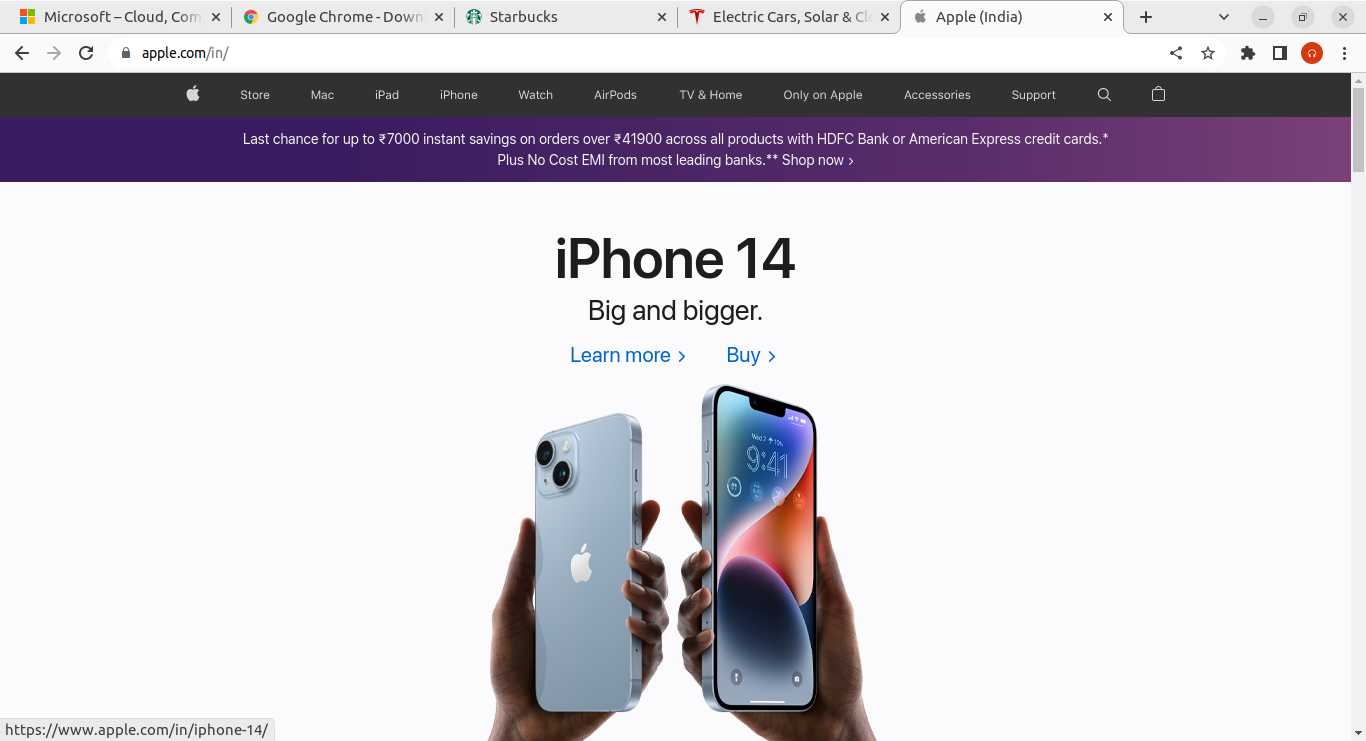 Microsoft – Cloud, Com
Google Chrome - Down
Starbucks
Electric Cars, Solar & Cle
Apple (India)
apple.com/in/
Store
Mac
iPad
iPhone
Watch
AirPods
TV & Home
Only on Apple
Accessories
Support
Last chance for up to ₹7000 instant savings on orders over ₹41900 across all products with HDFC Bank or American Express credit cards.*
Plus No Cost EMI from most leading banks.** Shop now >
iPhone 14
Big and bigger.
Learn more >
Buy >
9:41
https://www.apple.com/in/iphone-14/